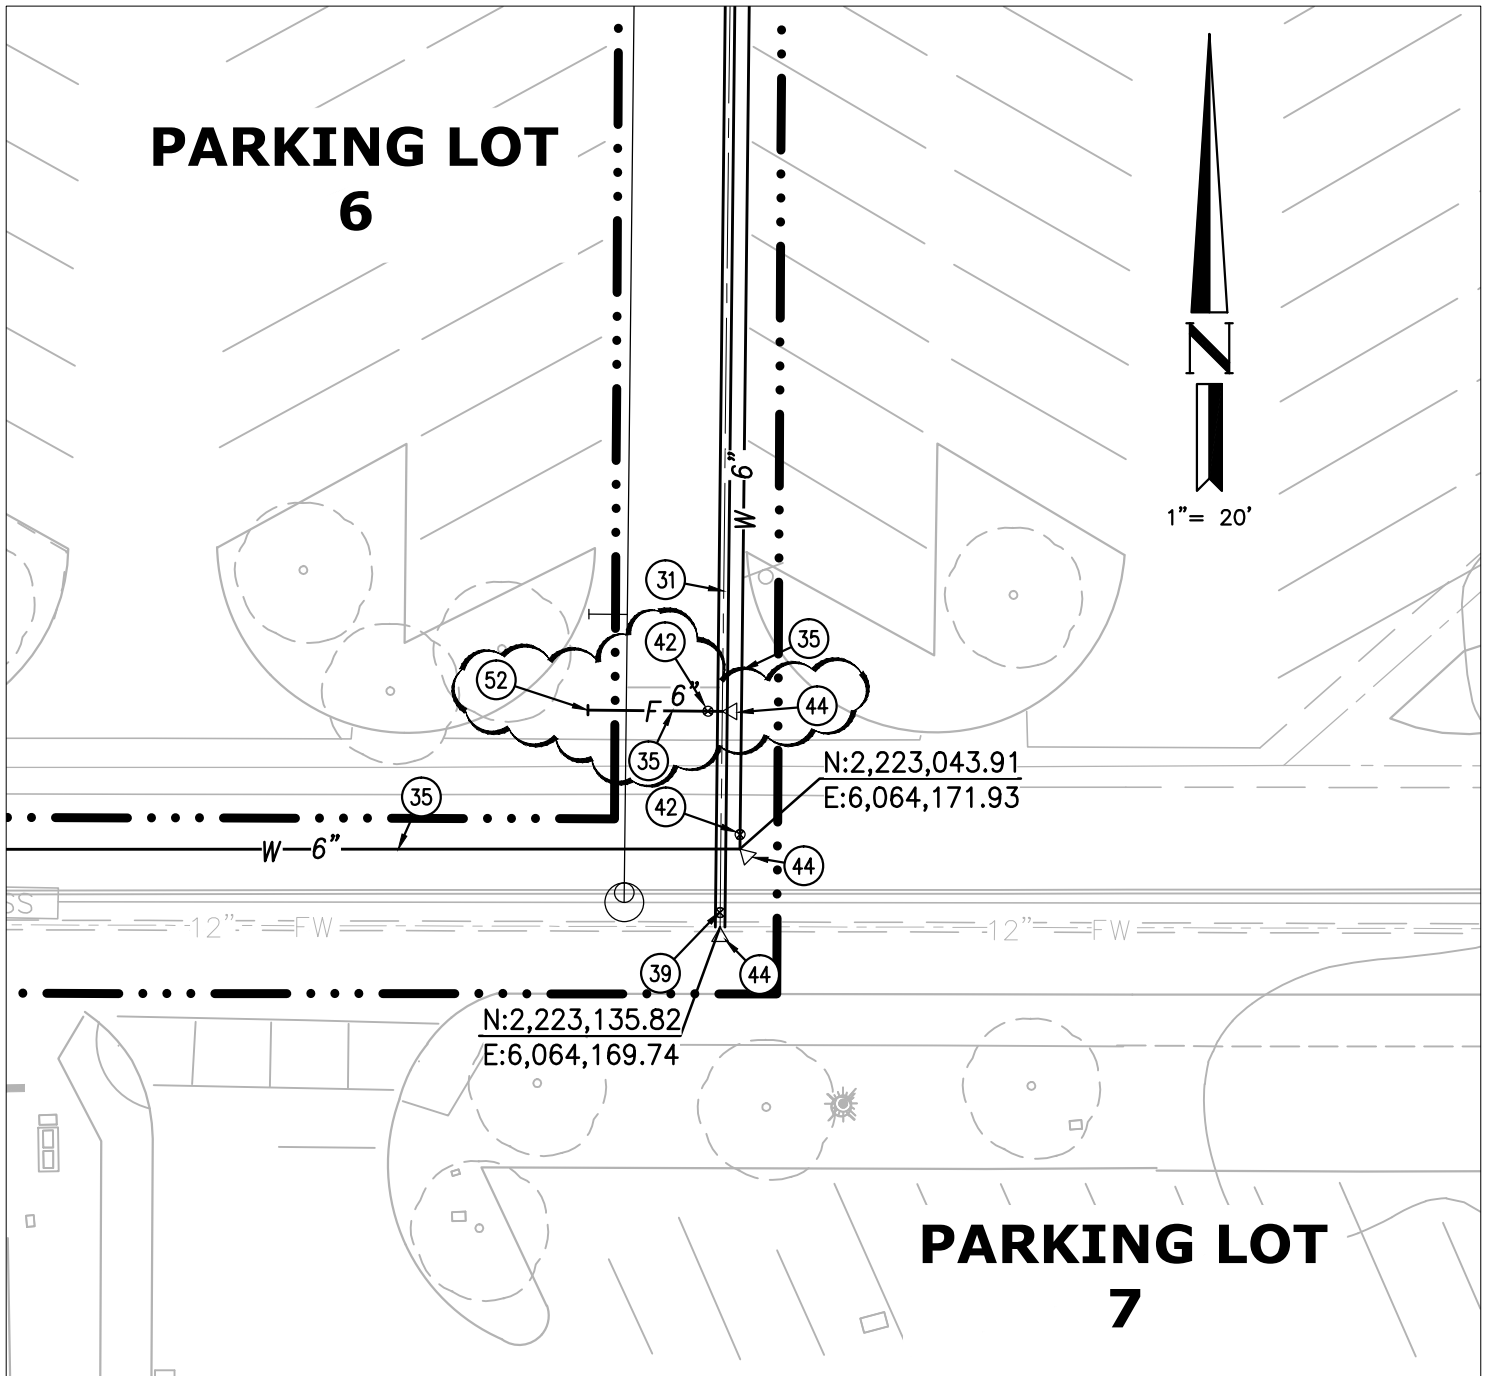 PARKING LOT
6
N
1"= 20'
6"
W
31
42
35
52
6"
F
44
35
N:2,223,043.91
E:6,064,171.93
35
42
W 6"
44
SS
12" FW
12" FW
39
44
N:2,223,135.82
E:6,064,169.74
PARKING LOT
7